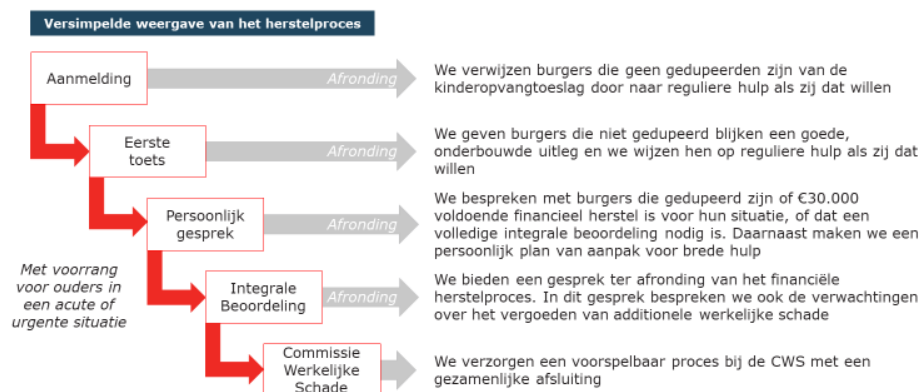 Versimpelde weergave van het herstelproces
Aanmelding
Afronding
We verwijzen burgers die geen gedupeerden zijn van de
kinderopvangtoeslag door naar reguliere hulp als zij dat willen
Eerste
toets
Afronding
We geven burgers die niet gedupeerd blijken een goede,
onderbouwde uitleg en we wijzen hen op reguliere hulp als zij dat
willen
Persoonlijk
gesprek
Afronding
We bespreken met burgers die gedupeerd zijn of €30.000
voldoende financieel herstel is voor hun situatie, of dat een
volledige integrale beoordeling nodig is. Daarnaast maken we een
persoonlijk plan van aanpak voor brede hulp
Met voorrang
voor ouders in
een acute of
urgente situatie
Integrale
Beoordeling
Afronding
We bieden een gesprek ter afronding van het financiële
herstelproces. In dit gesprek bespreken we ook de verwachtingen
over het vergoeden van additionele werkelijke schade
Commissie
Werkelijke
Schade
We verzorgen een voorspelbaar proces bij de CWS met een
gezamenlijke afsluiting